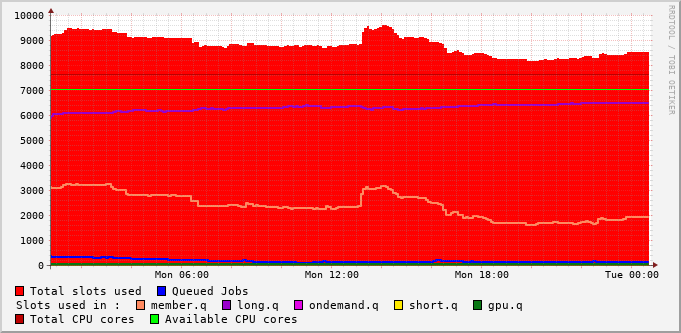 10000
9000
8000
7000
6000
5000
4000
3000
2000
1000
0
Mon 06:00 Mon 12:00 Mon 18:00 Tue 00:00
Total slots used Queued Jobs
Slots used in : member.q long.q ondemand.q short.q gpu.q
Total CPU cores Available CPU cores
RRDTOOL / TOBI OETIKER